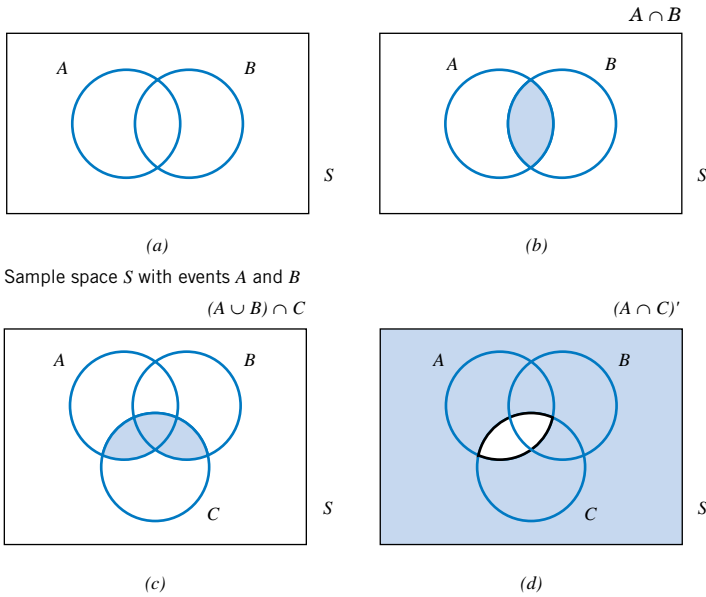 A ∩ B
A B
A B
S
S
(a)
(b)
Sample space S with events A and B
(A ∪ B) ∩ C
(A ∩ C)'
A B
A B
C
S
C
S
(c)
(d)